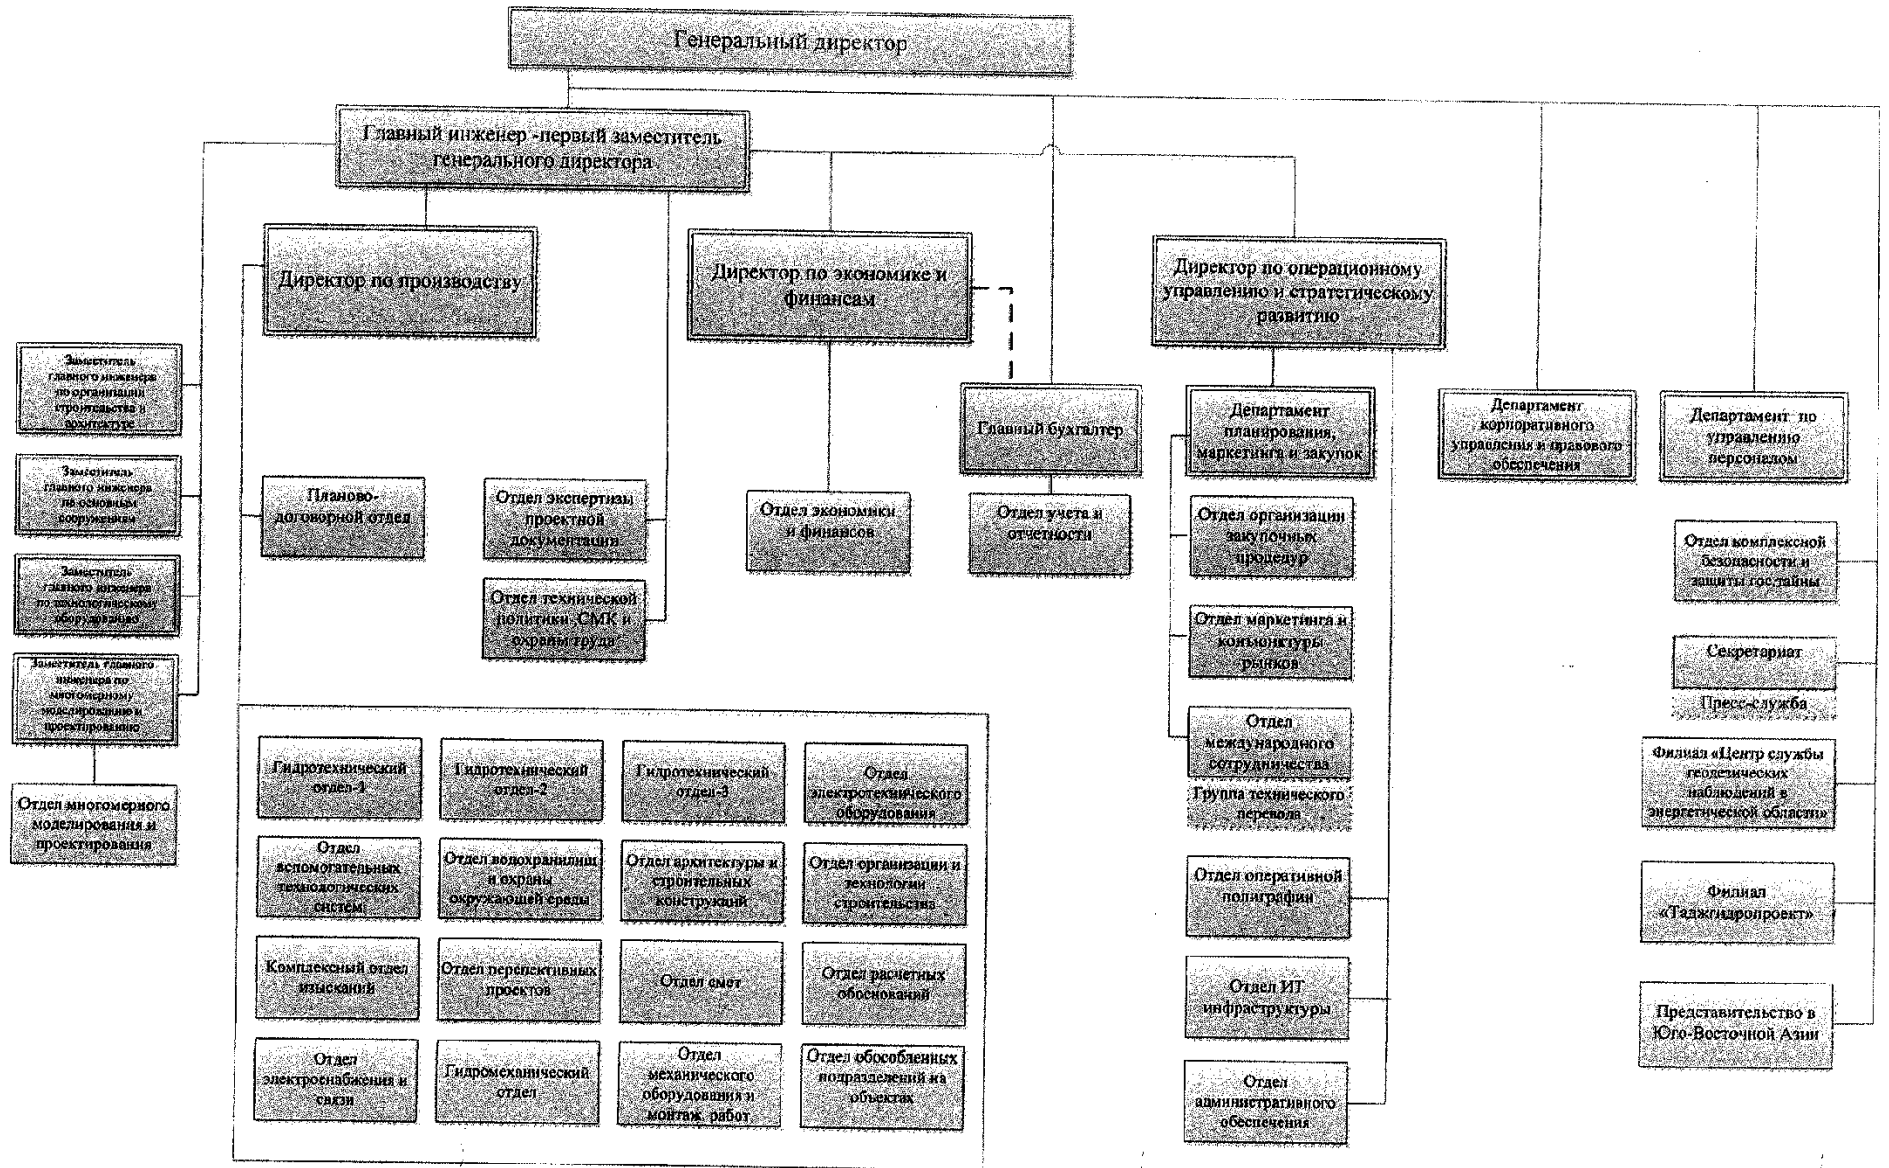 Генеральный директор
Главный инженер -первый заместитель
генерального директора
Директор по производству
Директор по экономике и
финансам
Директор по операционному
управлению и стратегическому
развитию
Заместитель
главного инженера
по организации
строительства и
архитектуре
Заместитель
главного инженера
по основным
сооружениям
Заместитель
главного инженера
по технологическому
оборудованию
Заместитель главного
инженера по
многомерному
моделированию и
проектированию
Отдел многомерного
моделирования и
проектирования
Планово-
договорной отдел
Отдел экспертизы
проектной
документации
Отдел технической
политики ,СМК и
охраны труда
Отдел экономики
и финансов
Главный бухгалтер
Отдел учета и
отчетности
Департамент
планирования,
маркетинга и закупок
Отдел организации
закупочных
процедур
Отдел маркетинга и
конъюнктуры
рынков
Отдел
международного
сотрудничества
Группа технического
перевода
Отдел оперативной
полиграфии
Отдел ИТ
инфраструктуры
Отдел
административного
обеспечения
Департамент
корпоративного
управления и правового
обеспечения
Департамент по
управлению
персоналом
Отдел комплексной
безопасности и
защиты гос.тайны
Секретариат
Пресс-служба
Филиал «Центр службы
геодезических
наблюдений в
энергетической области»
Филиал
«Таджгидропроект»
Представительство в
Юго-Восточной Азии
Гидротехнический
отдел-1
Гидротехнический
отдел-2
Гидротехнический
отдел-3
Отдел
электротехнического
оборудования
Отдел
вспомогательных
технологических
систем
Отдел водохранилищ
и охраны
окружающей среды
Отдел архитектуры и
строительных
конструкций
Отдел организации и
технологии
строительства
Комплексный отдел
изысканий
Отдел перспективных
проектов
Отдел смет
Отдел расчетных
обоснований
Отдел
электроснабжения и
связи
Гидромеханический
отдел
Отдел
механического
оборудования и
монтаж. работ
Отдел обособленных
подразделений на
объектах